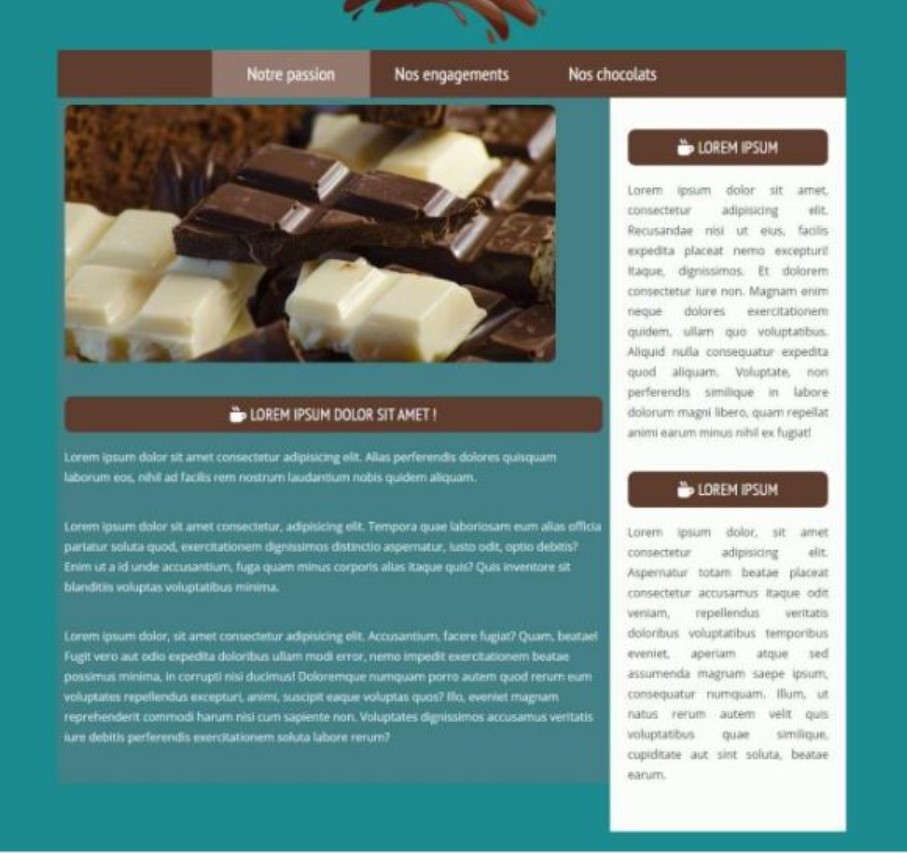 Notre passion Nos engagements Nos chocolats
LOREM IPSUM DOLOR SIT AMET !
Lorem ipsum dolor sit amet consectetur adipisicing elit. Alias perferendis dolores quisquam
laborum eos, nihil ad facilis rem nostrum laudantium nobis quidem aliquam.
Lorem ipsum dolor sit amet consectetur, adipisicing elit. Tempora quae laboriosam eum alias officia
pariatur soluta quod, exercitationem dignissimos distinctio aspernatur, iusto odit, optio debitis?
Enim ut a id unde accusantium, fuga quam minus corporis alias itaque quis? Quis inventore sit
blanditiis voluptas voluptatibus minima.
Lorem ipsum dolor, sit amet consectetur adipisicing elit. Accusantium, facere fugiat? Quam, beatae!
Fugit vero aut odio expedita doloribus ullam modi error, nemo impedit exercitationem beatae
possimus minima, in corrupti nisi ducimus! Doloremque numquam porro autem quod rerum eum
voluptates repellendus excepturi, animi, suscipit eaque voluptas quos? Illo, eveniet magnam
reprehenderit commodi harum nisi cum sapiente non. Voluptates dignissimos accusamus veritatis
iure debitis perferendis exercitationem soluta labore rerum?
LOREM IPSUM
Lorem ipsum dolor sit amet,
consectetur adipisicing elit.
Recusandae nisi ut eius, facilis
expedita placeat nemo excepturi!
Itaque, dignissimos. Et dolorem
consectetur iure non. Magnam enim
neque dolores exercitationem
quidem, ullam quo voluptatibus.
Aliquid nulla consequatur expedita
quod aliquam. Voluptate, non
perferendis similique in labore
dolorum magni libero, quam repellat
animi earum minus nihil ex fugiat!
LOREM IPSUM
Lorem ipsum dolor, sit amet
consectetur adipisicing elit.
Aspernatur totam beatae placeat
consectetur accusamus itaque odit
veniam, repellendus veritatis
doloribus voluptatibus temporibus
eveniet, aperiam atque sed
assumenda magnam saepe ipsum,
consequatur numquam. Illum, ut
natus rerum autem velit quis
voluptatibus quae similique,
cupiditate aut sint soluta, beatae
earum.